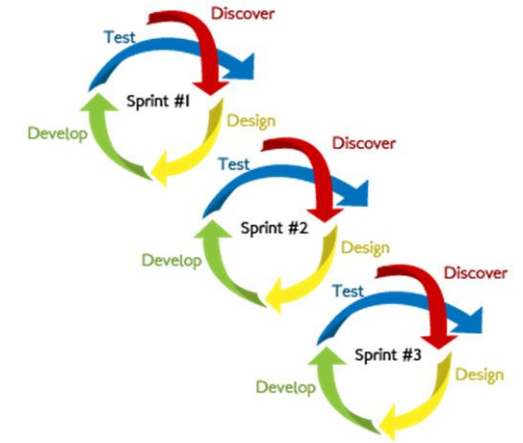 Discover
Test
Sprint #1
Design
Develop
Discover
Test
Sprint #2
Design
Develop
Discover
Test
Sprint #3
Design
Develop